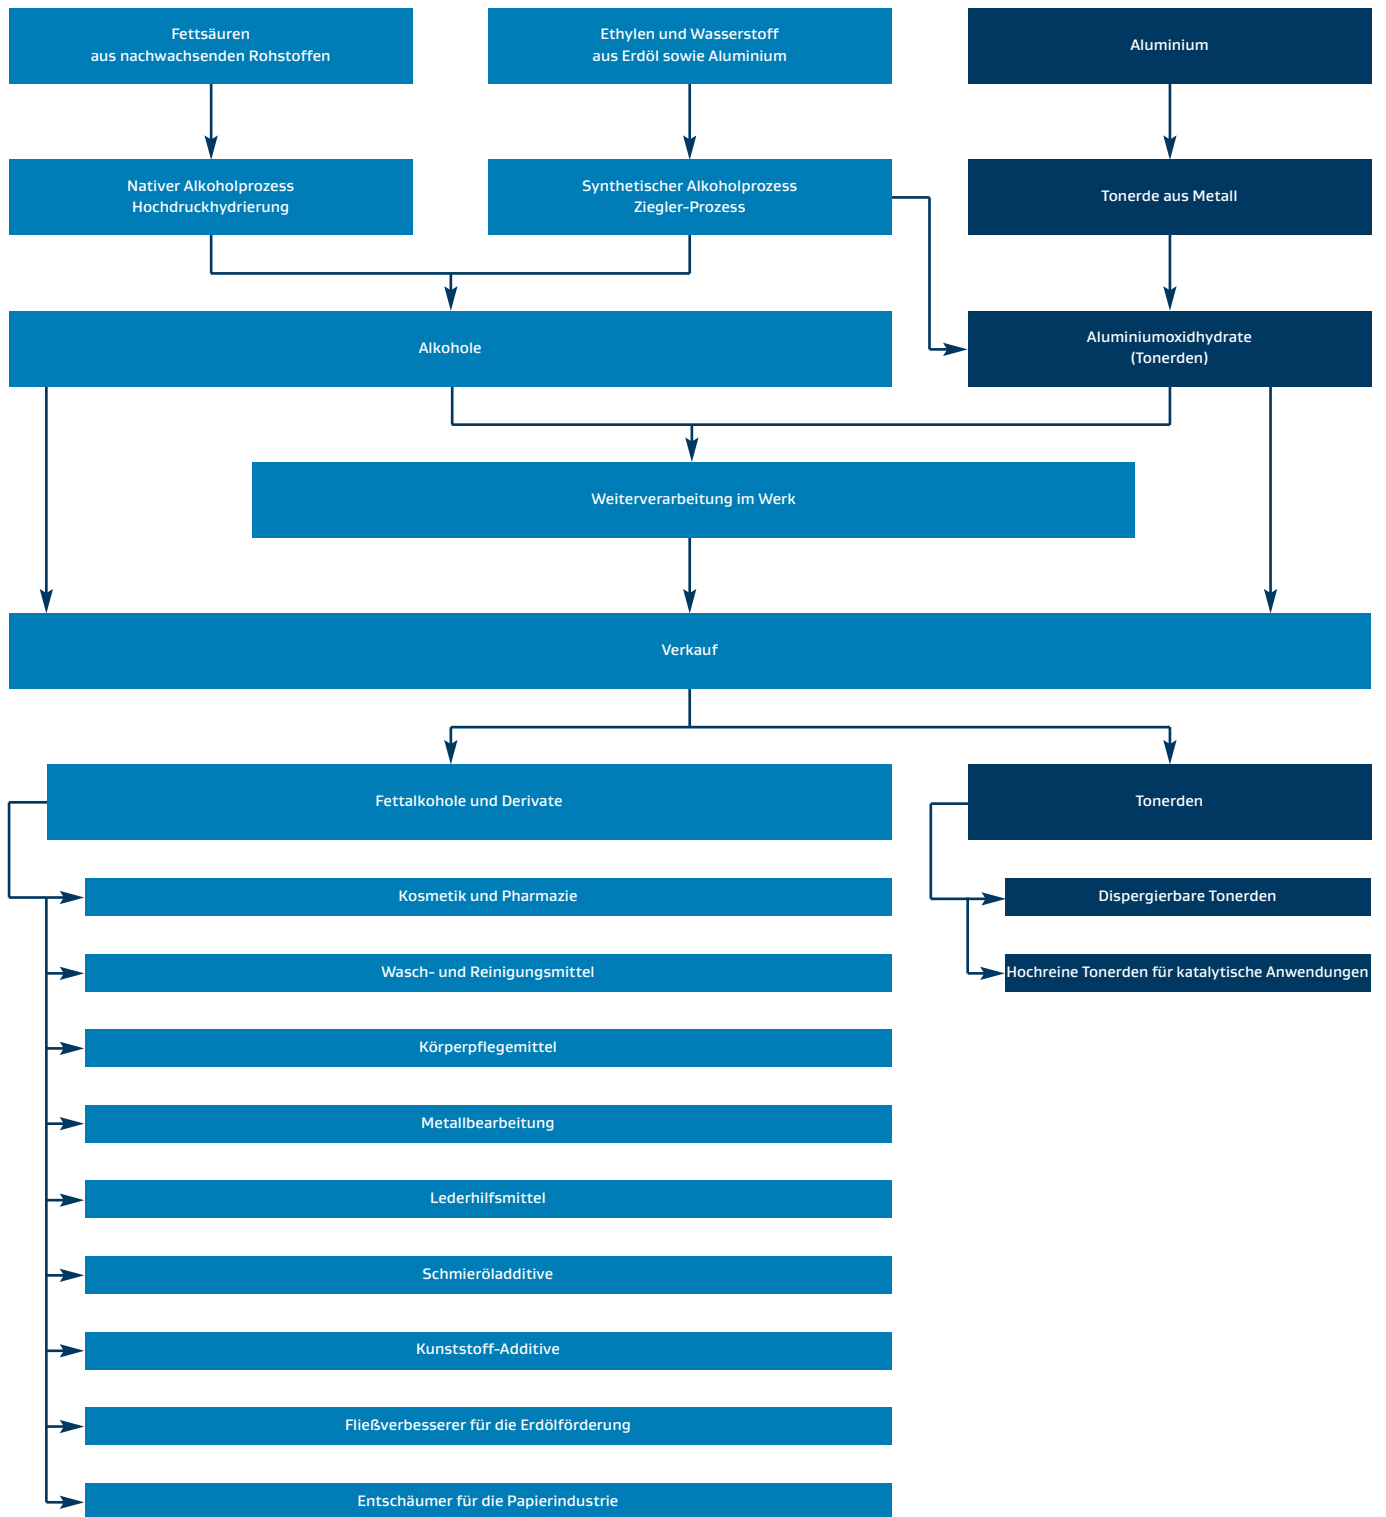 Fettsäuren
aus nachwachsenden Rohstoffen
Ethylen und Wasserstoff
aus Erdöl sowie Aluminium
Aluminium
Nativer Alkoholprozess
Hochdruckhydrierung
Synthetischer Alkoholprozess
Ziegler-Prozess
Tonerde aus Metall
Alkohole
Aluminiumoxidhydrate
(Tonerden)
Weiterverarbeitung im Werk
Verkauf
Fettalkohole und Derivate
Tonerden
Kosmetik und Pharmazie
Dispergierbare Tonerden
Wasch- und Reinigungsmittel
Hochreine Tonerden für katalytische Anwendungen
Körperpflegemittel
Metallbearbeitung
Lederhilfsmittel
Schmieröladditive
Kunststoff-Additive
Fließverbesserer für die Erdölförderung
Entschäumer für die Papierindustrie